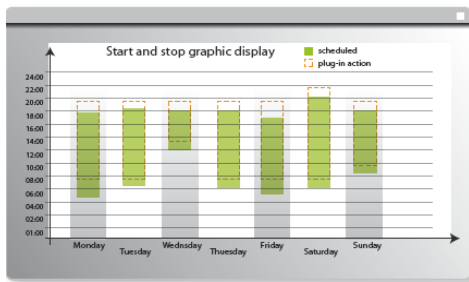 Start and stop graphic display
scheduled
plug-in action
24:00
22:00
20:00
18:00
16:00
14:00
12:00
10:00
08:00
06:00
04:00
02:00
01:00
Monday
Tuesday
Wednsday
Thuesday
Friday
Saturday
Sunday